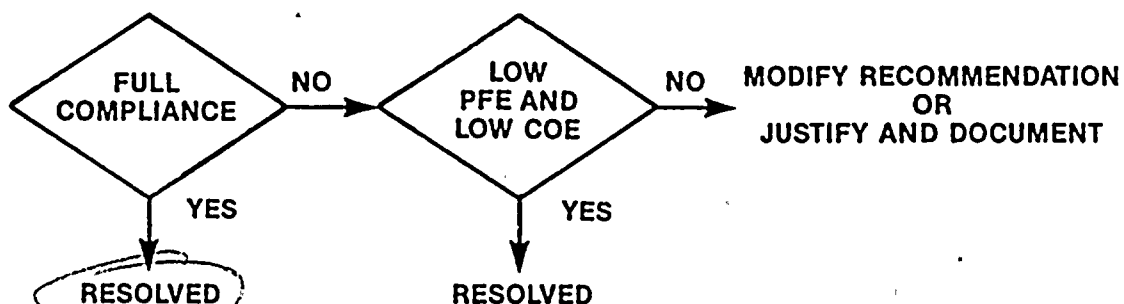 FULL
COMPLIANCE
NO
YES
RESOLVED
LOW
PFE AND
LOW COE
NO
YES
RESOLVED
MODIFY RECOMMENDATION
OR
JUSTIFY AND DOCUMENT